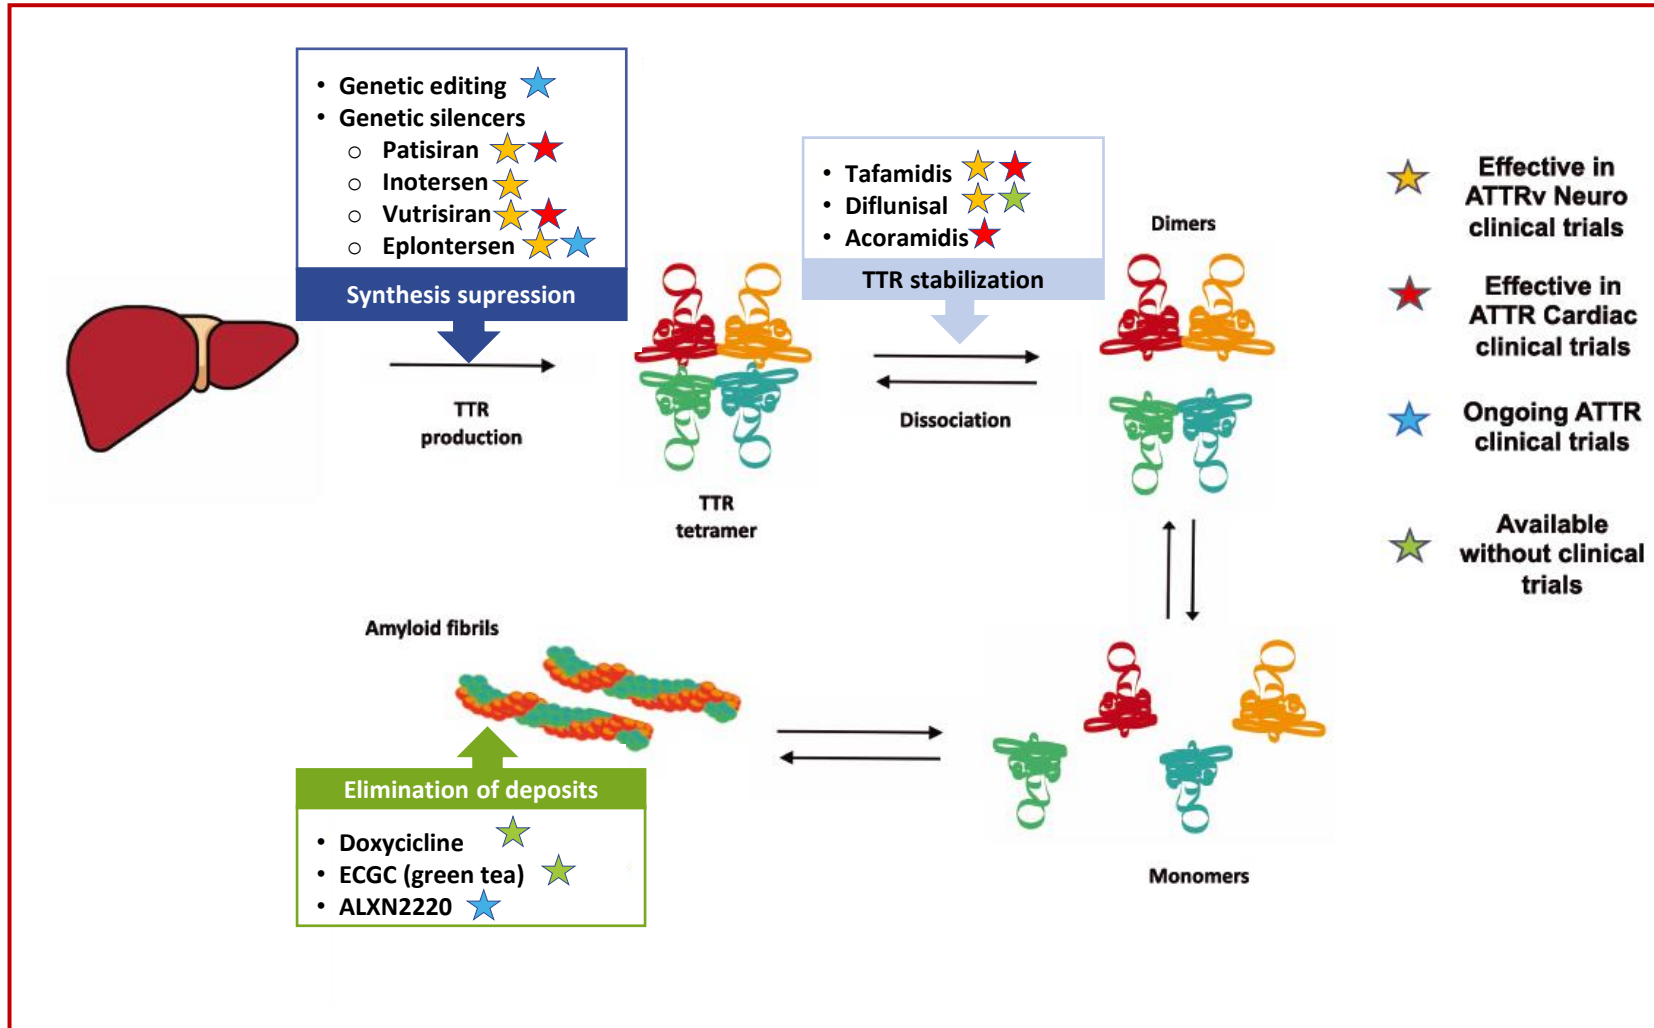 • Genetic editing
• Genetic silencers
o Patisiran
o Inotersen
o Vutrisiran
o Eplontersen
Synthesis supression
• Tafamidis
• Diflunisal
• Acoramidis
TTR stabilization
TTR
production
TTR
tetramer
Dissociation
Dimers
Monomers
Amyloid fibrils
Elimination of deposits
• Doxycicline
• ECGC (green tea)
• ALXN2220
Effective in
ATTRv Neuro
clinical trials
Effective in
ATTR Cardiac
clinical trials
Ongoing ATTR
clinical trials
Available
without clinical
trials